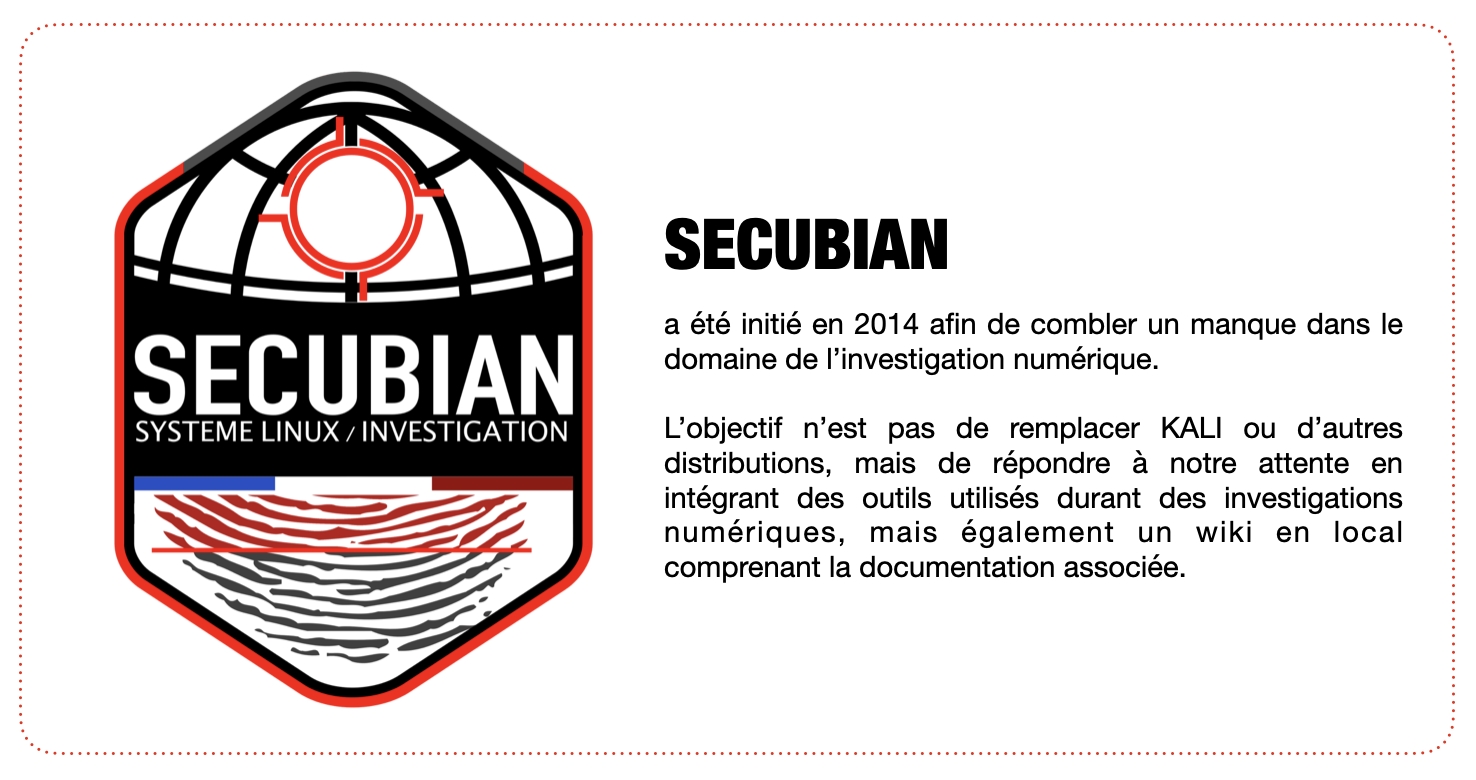 SECUBIAN
SYSTEME LINUX / INVESTIGATION
SECUBIAN
a été initié en 2014 afin de combler un manque dans le
domaine de l’investigation numérique.
L’objectif n’est pas de remplacer KALI ou d’autres
distributions, mais de répondre à notre attente en
intégrant des outils utilisés durant des investigations
numériques, mais également un wiki en local
comprenant la documentation associée.